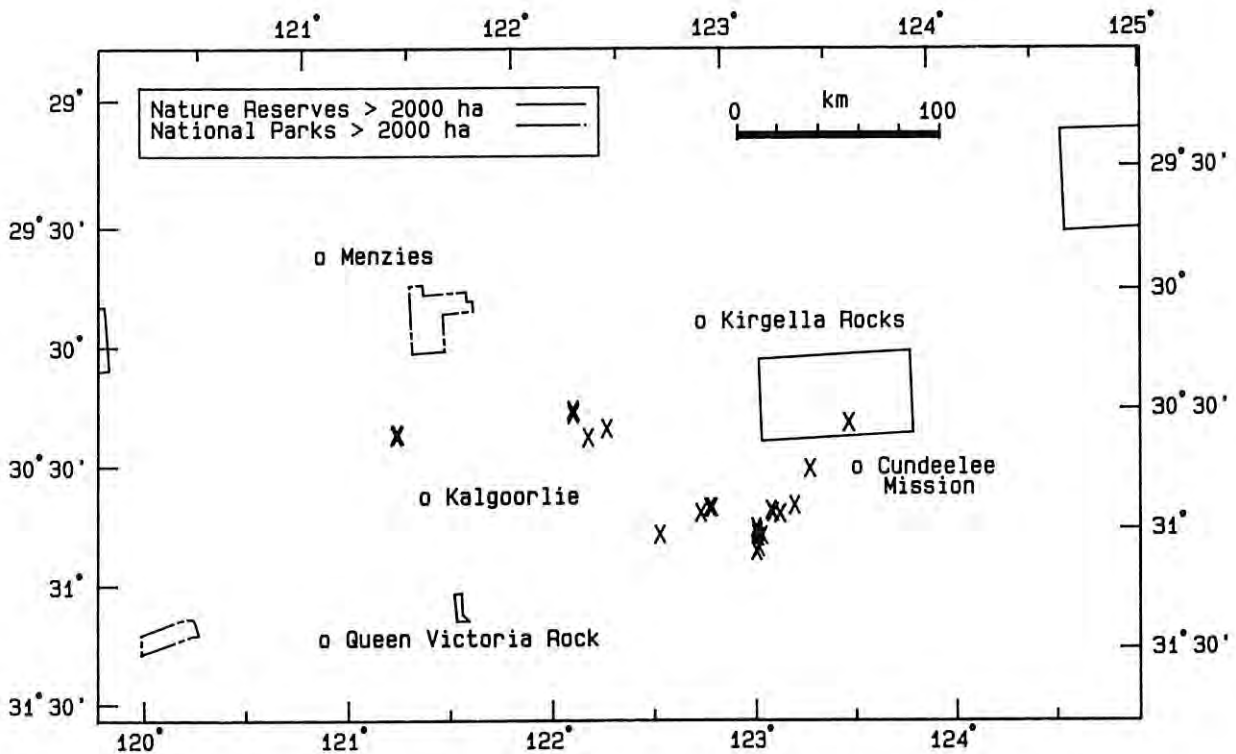 121° 122° 123° 124° 125°
Nature Reserves > 2000 ha
National Parks > 2000 ha
km
0 100
29°
29° 30'
29° 30'
Menzies
30°
Kirgella Rocks
30°
30° 30'
30° 30'
Cundeelee
Mission
Kalgoorlie
31°
31°
Queen Victoria Rock
31° 30'
31° 30'
120° 121° 122° 123° 124°